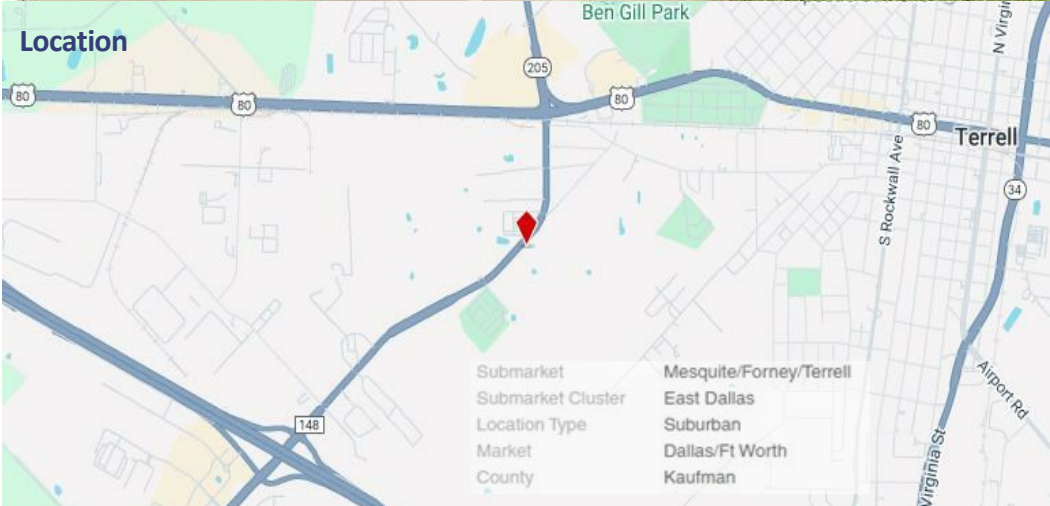 Location
Ben Gill Park
N Virgin
205
80
80
80
80
Terrell
34
S Rockwall Ave
148
Airport Rd
Virginia St
Submarket Mesquite/Forney/Terrell
Submarket Cluster East Dallas
Location Type Suburban
Market Dallas/Ft Worth
County Kaufman